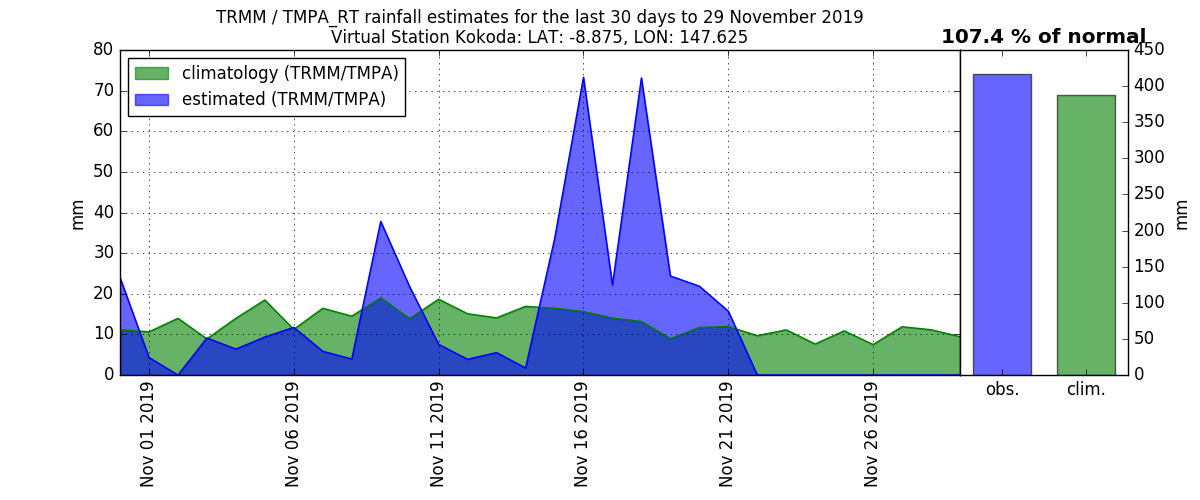 TRMM / TMPA_RT rainfall estimates for the last 30 days to 29 November 2019
Virtual Station Kokoda: LAT: -8.875, LON: 147.625
107.4 % of normal
climatology (TRMM/TMPA)
estimated (TRMM/TMPA)
mm
80
70
60
50
40
30
20
10
0
Nov 01 2019
Nov 06 2019
Nov 11 2019
Nov 16 2019
Nov 21 2019
Nov 26 2019
obs.
clim.
450
400
350
300
250
200
150
100
50
0
mm